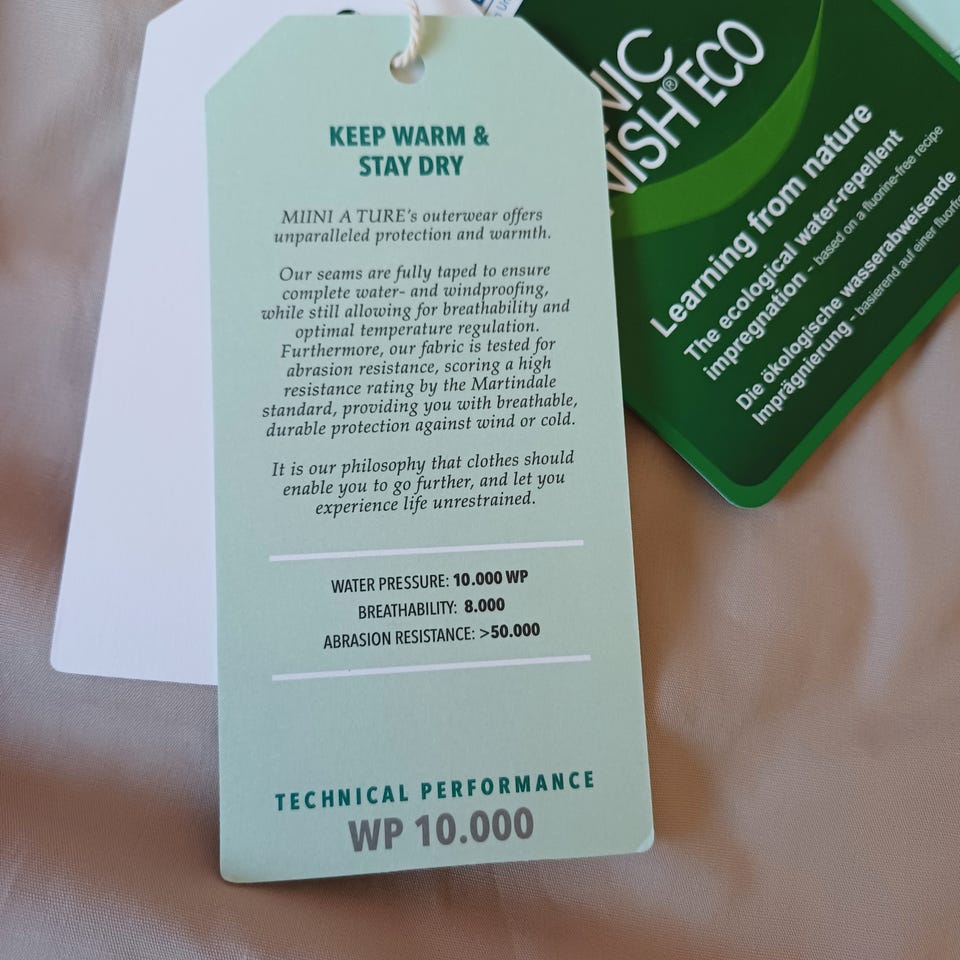 KEEP WARM &
STAY DRY
MIINI A TURE's outerwear offers
unparalleled protection and warmth.
Our seams are fully taped to ensure
complete water- and windproofing,
while still allowing for breathability and
optimal temperature regulation.
Furthermore, our fabric is tested for
abrasion resistance, scoring a high
resistance rating by the Martindale
standard, providing you with breathable,
durable protection against wind or cold.
It is our philosophy that clothes should
enable you to go further, and let you
experience life unrestrained.
WATER PRESSURE: 10.000 WP
BREATHABILITY: 8.000
ABRASION RESISTANCE: >50.000
TECHNICAL PERFORMANCE
WP 10.000
ECO
Learning from nature
The ecological water-repellent
impregnation - based on a fluorine-free recipe
Die ökologische wasserabweisende
Imprägnierung - basierend auf einer